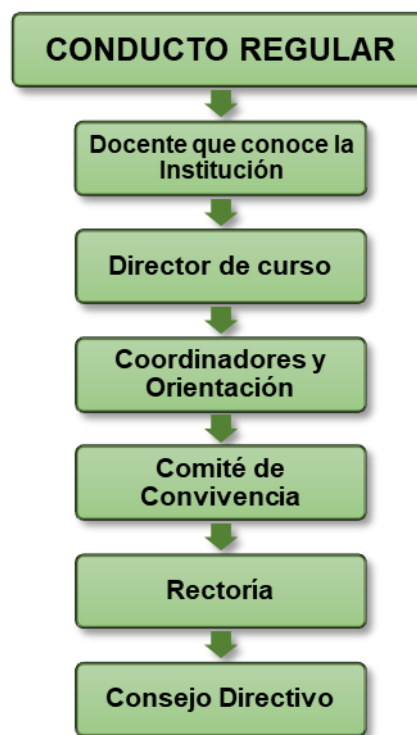 CONDUCTO REGULAR
Docente que conoce la
Institución
Director de curso
Coordinadores y
Orientación
Comité de
Convivencia
Rectoría
Consejo Directivo